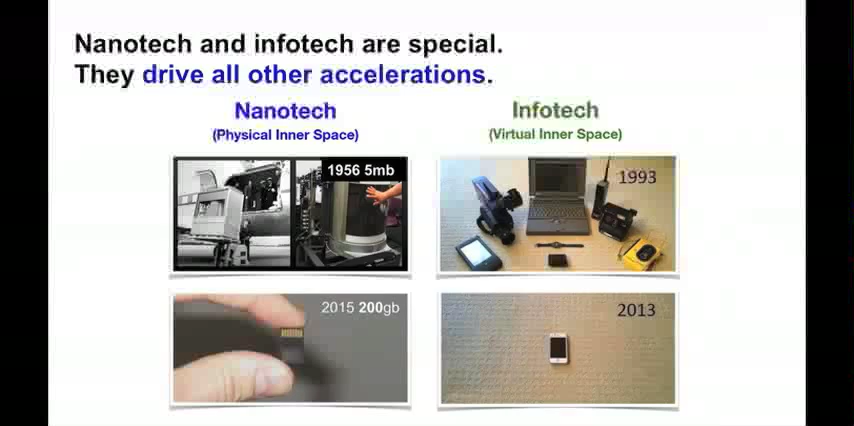 Nanotech and infotech are special.
They drive all other accelerations.
Nanotech
(Physical Inner Space)
Infotech
(Virtual Inner Space)
1956 5mb
1993
2015 200gb
2013